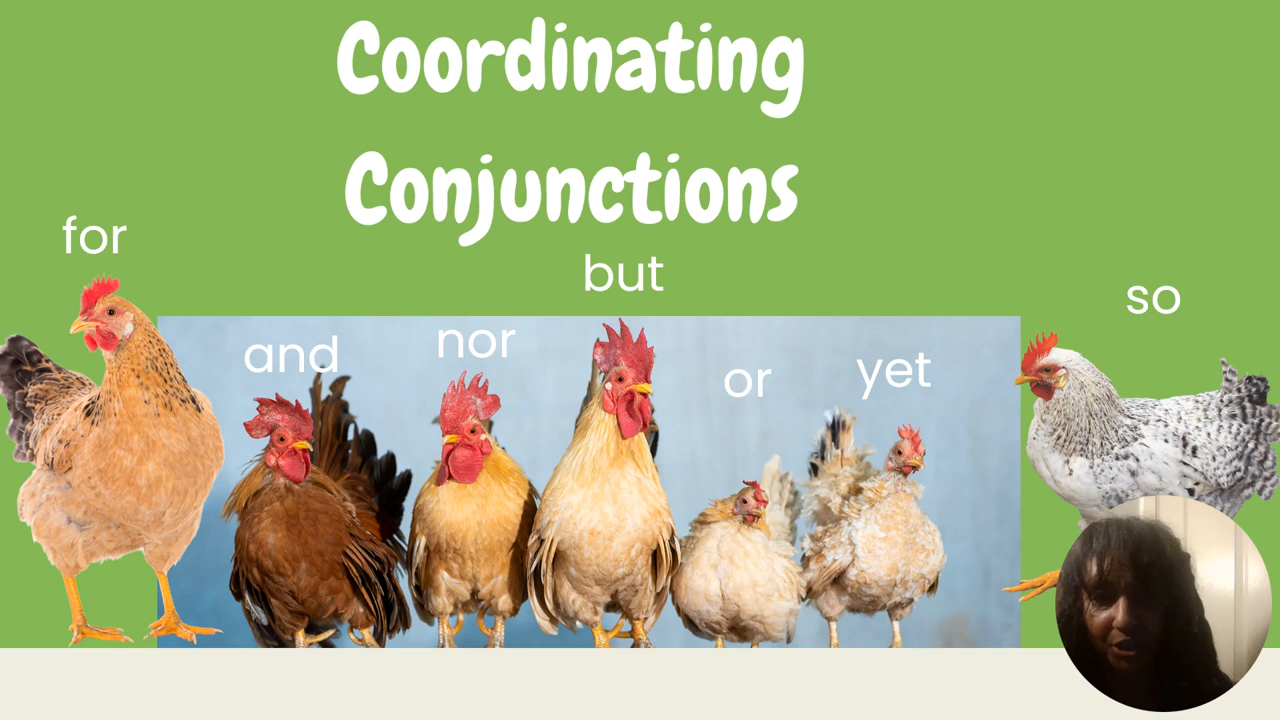 Coordinating
Conjunctions
for
and
nor
but
or
yet
so